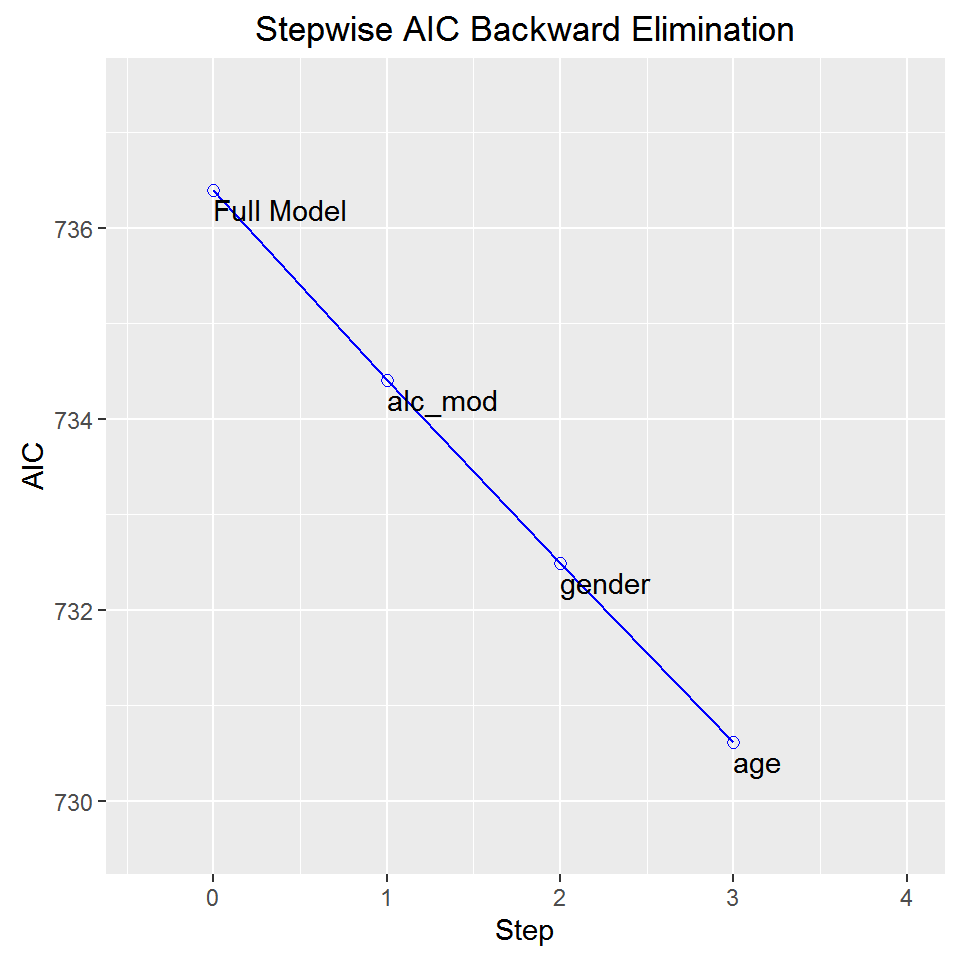 Stepwise AIC Backward Elimination
Full Model
736
alc_mod
734
AIC
gender
732
age
730
0 1 2 3 4
Step